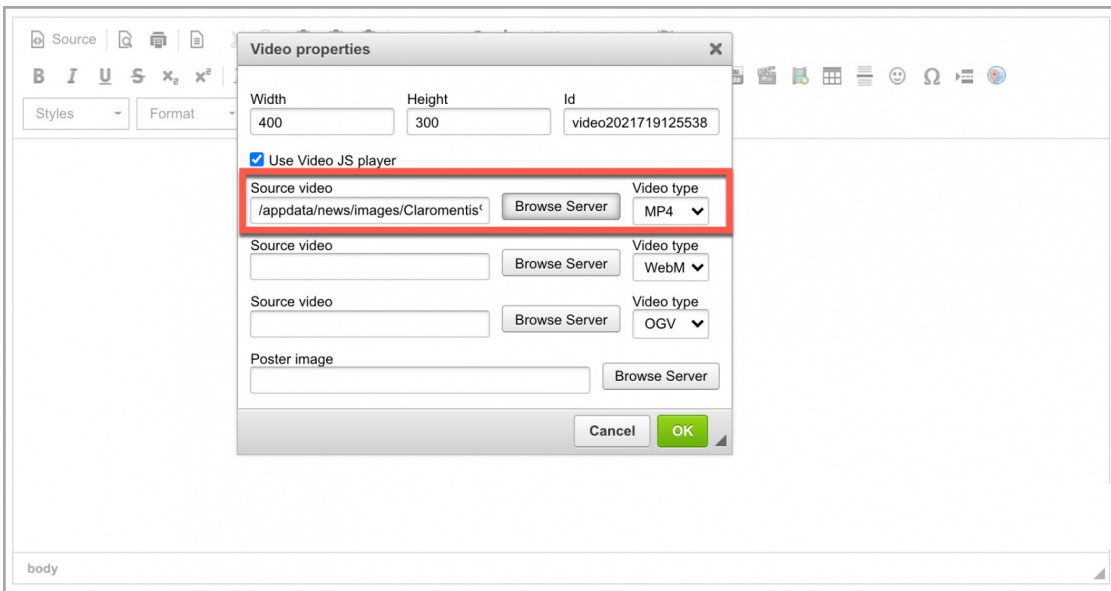 Source
Video properties
B I U S x₂ x²
Width Height Id
400 300 video2021719125538
Styles Format
Use Video JS player
Source video Video type
/appdata/news/images/Claromentis Browse Server MP4
Source video Video type
Browse Server WebM
Source video Video type
Browse Server OGV
Poster image
Browse Server
Cancel OK
body